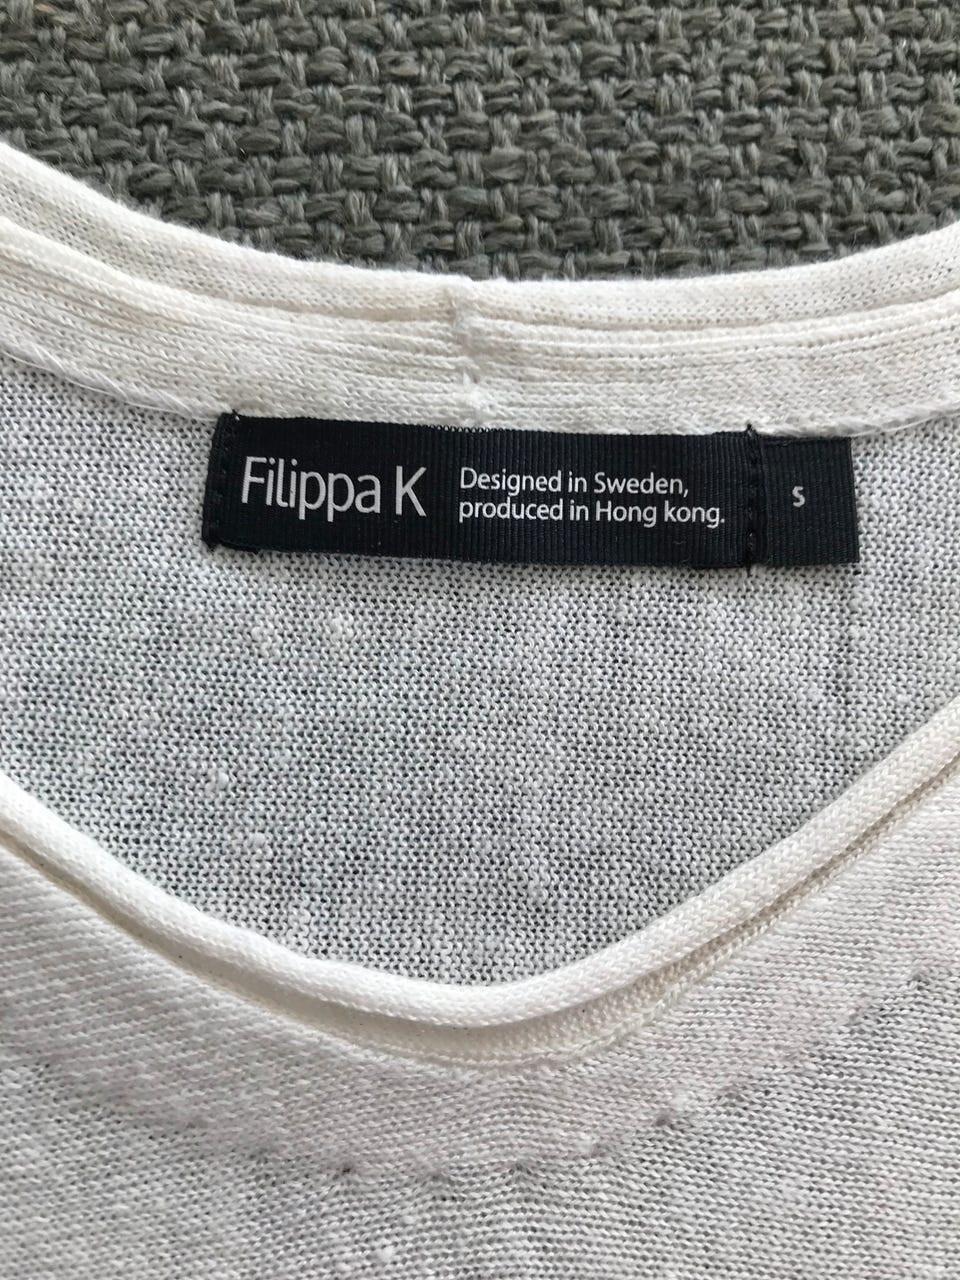 Filippa K
Designed in Sweden,
produced in Hong kong.
S